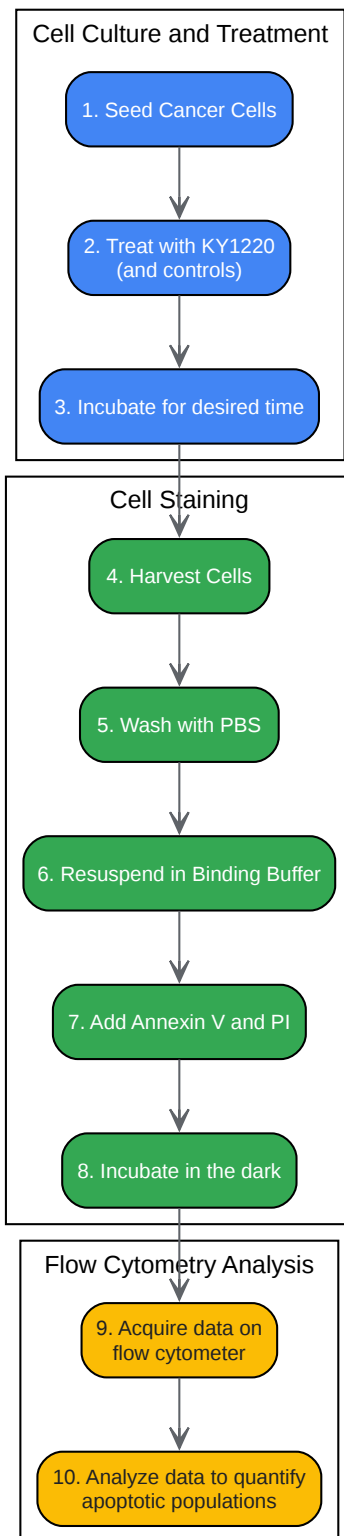 Cell Culture and Treatment
1. Seed Cancer Cells
2. Treat with KY1220
(and controls)
3. Incubate for desired time
Cell Staining
4. Harvest Cells
5. Wash with PBS
6. Resuspend in Binding Buffer
7. Add Annexin V and PI
8. Incubate in the dark
Flow Cytometry Analysis
9. Acquire data on
flow cytometer
10. Analyze data to quantify
apoptotic populations